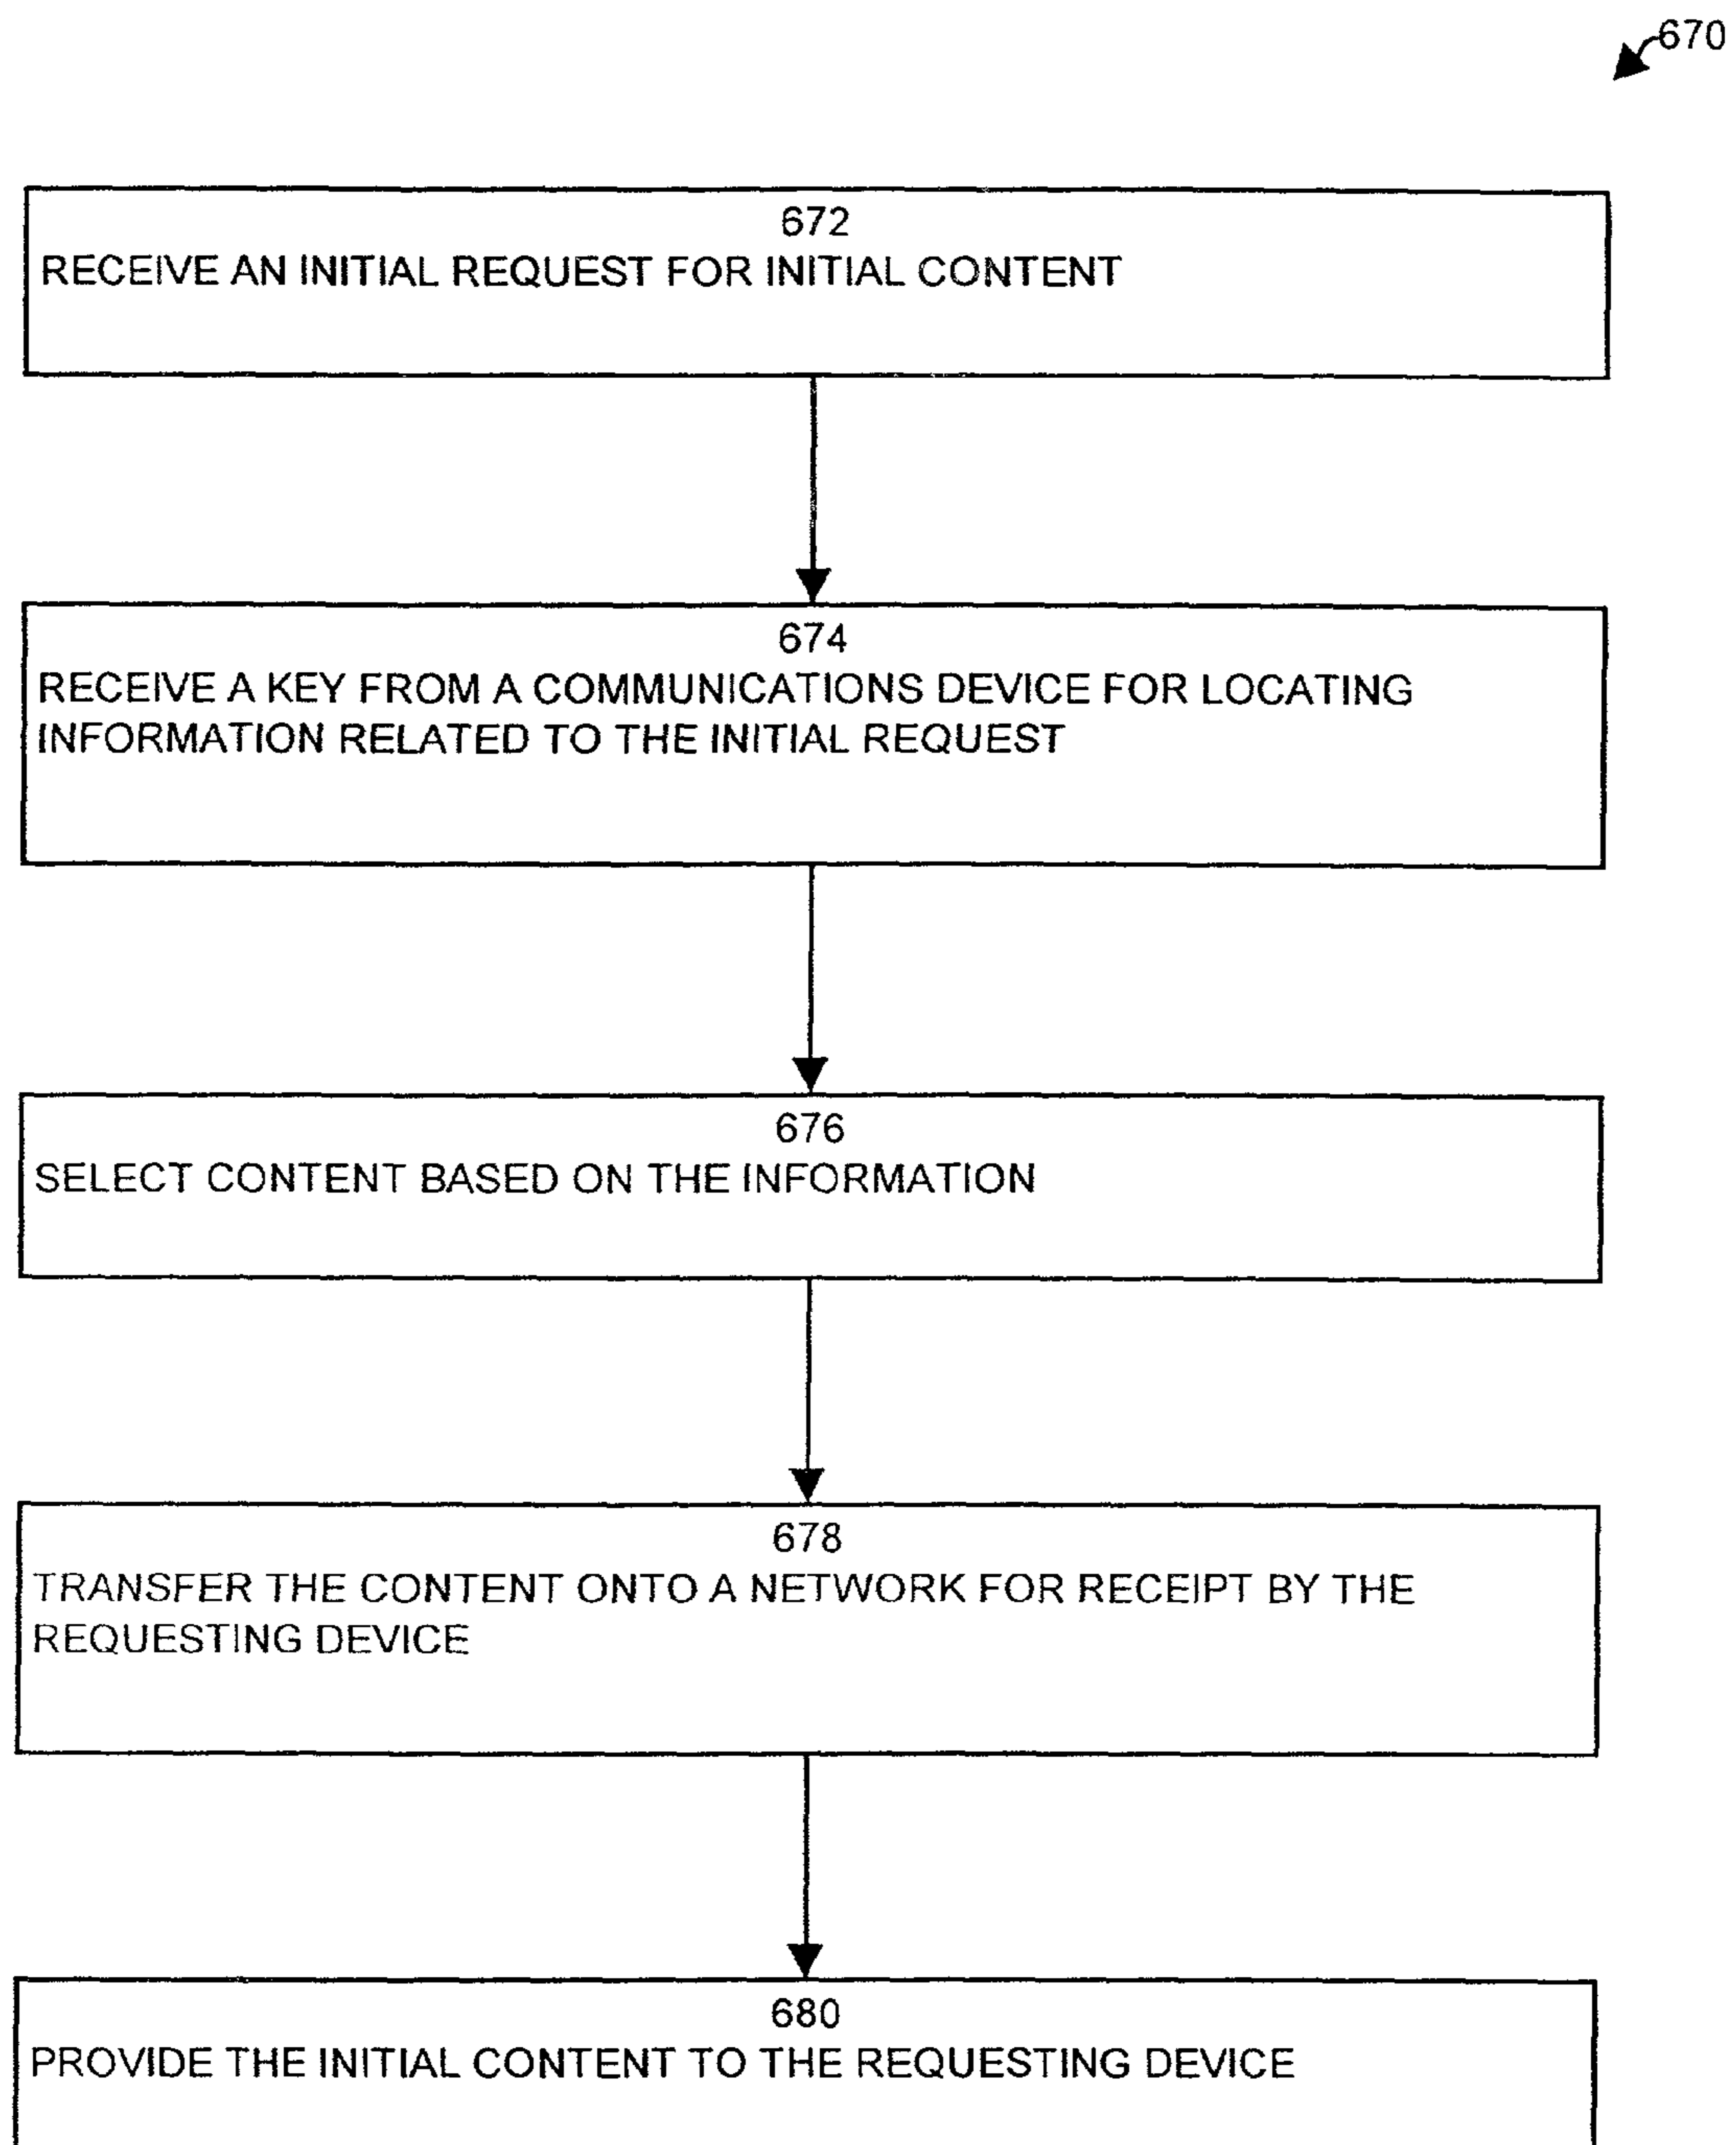 670
672
RECEIVE AN INITIAL REQUEST FOR INITIAL CONTENT
674
RECEIVE A KEY FROM A COMMUNICATIONS DEVICE FOR LOCATING
INFORMATION RELATED TO THE INITIAL REQUEST
676
SELECT CONTENT BASED ON THE INFORMATION
678
TRANSFER THE CONTENT ONTO A NETWORK FOR RECEIPT BY THE
REQUESTING DEVICE
680
PROVIDE THE INITIAL CONTENT TO THE REQUESTING DEVICE